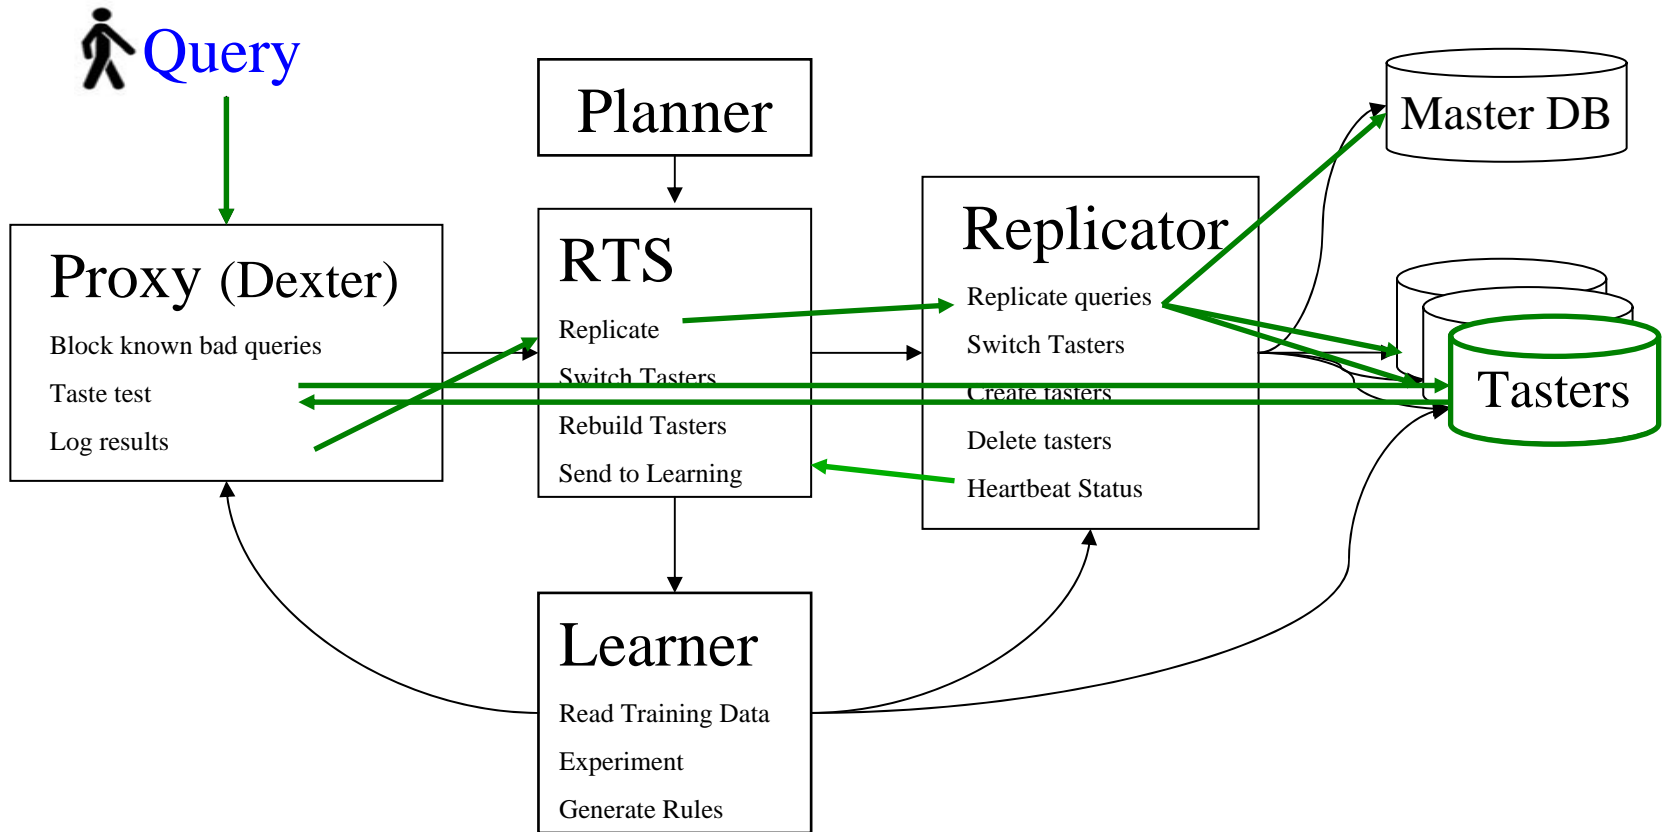 Query
Planner
Master DB
Proxy (Dexter)
Block known bad queries
Taste test
Log results
RTS
Replicate
Switch Tasters
Rebuild Tasters
Send to Learning
Replicator
Replicate queries
Switch Tasters
Create tasters
Delete tasters
Heartbeat Status
Tasters
Learner
Read Training Data
Experiment
Generate Rules